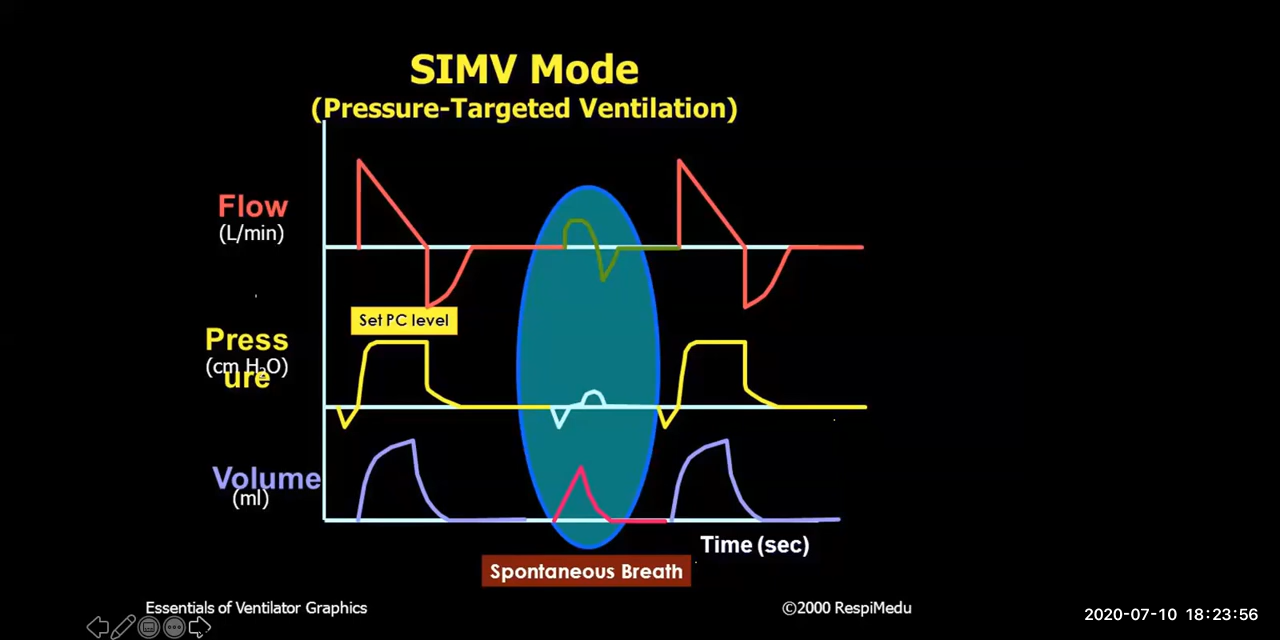 SIMV Mode
(Pressure-Targeted Ventilation)
Flow
(L/min)
Set PC level
Press
ure
(cm H₂O)
Volume
(ml)
Time (sec)
Spontaneous Breath
Essentials of Ventilator Graphics
©2000 RespiMedu
2020-07-10 18:23:56